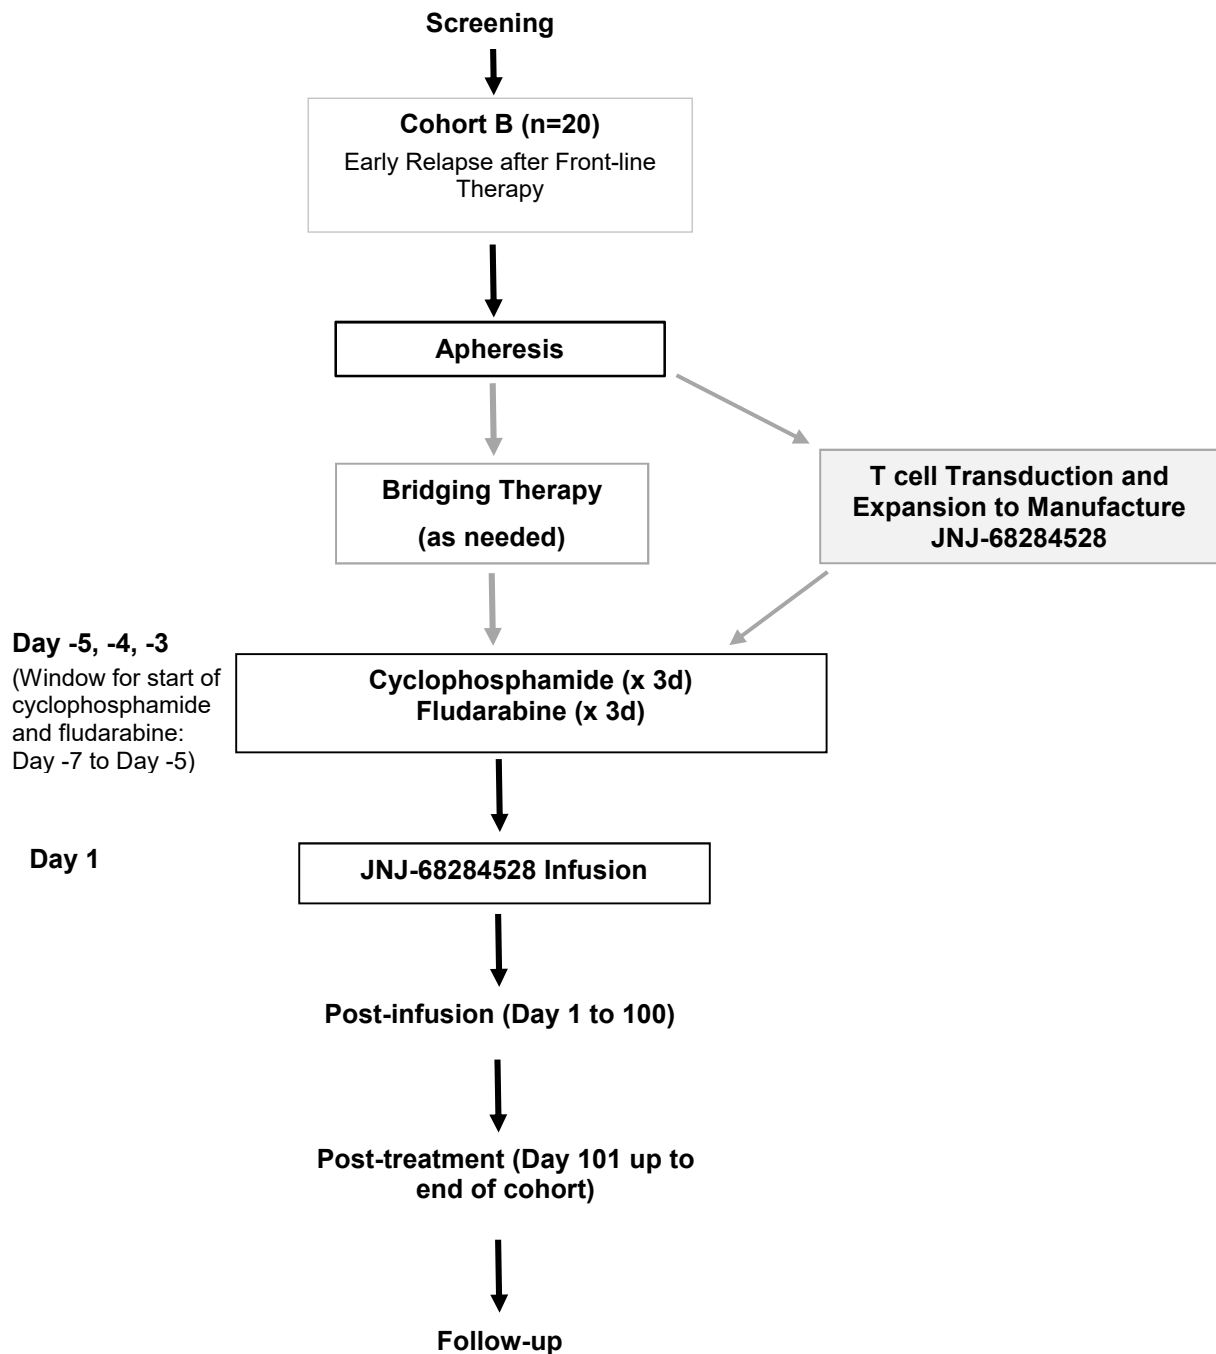 Screening
Cohort B (n=20)
Early Relapse after Front-line
Therapy
Apheresis
Bridging Therapy
(as needed)
T cell Transduction and
Expansion to Manufacture
JNJ-68284528
Day -5, -4, -3
(Window for start of
cyclophosphamide
and fludarabine:
Day -7 to Day -5)
Cyclophosphamide (x 3d)
Fludarabine (x 3d)
Day 1
JNJ-68284528 Infusion
Post-infusion (Day 1 to 100)
Post-treatment (Day 101 up to
end of cohort)
Follow-up